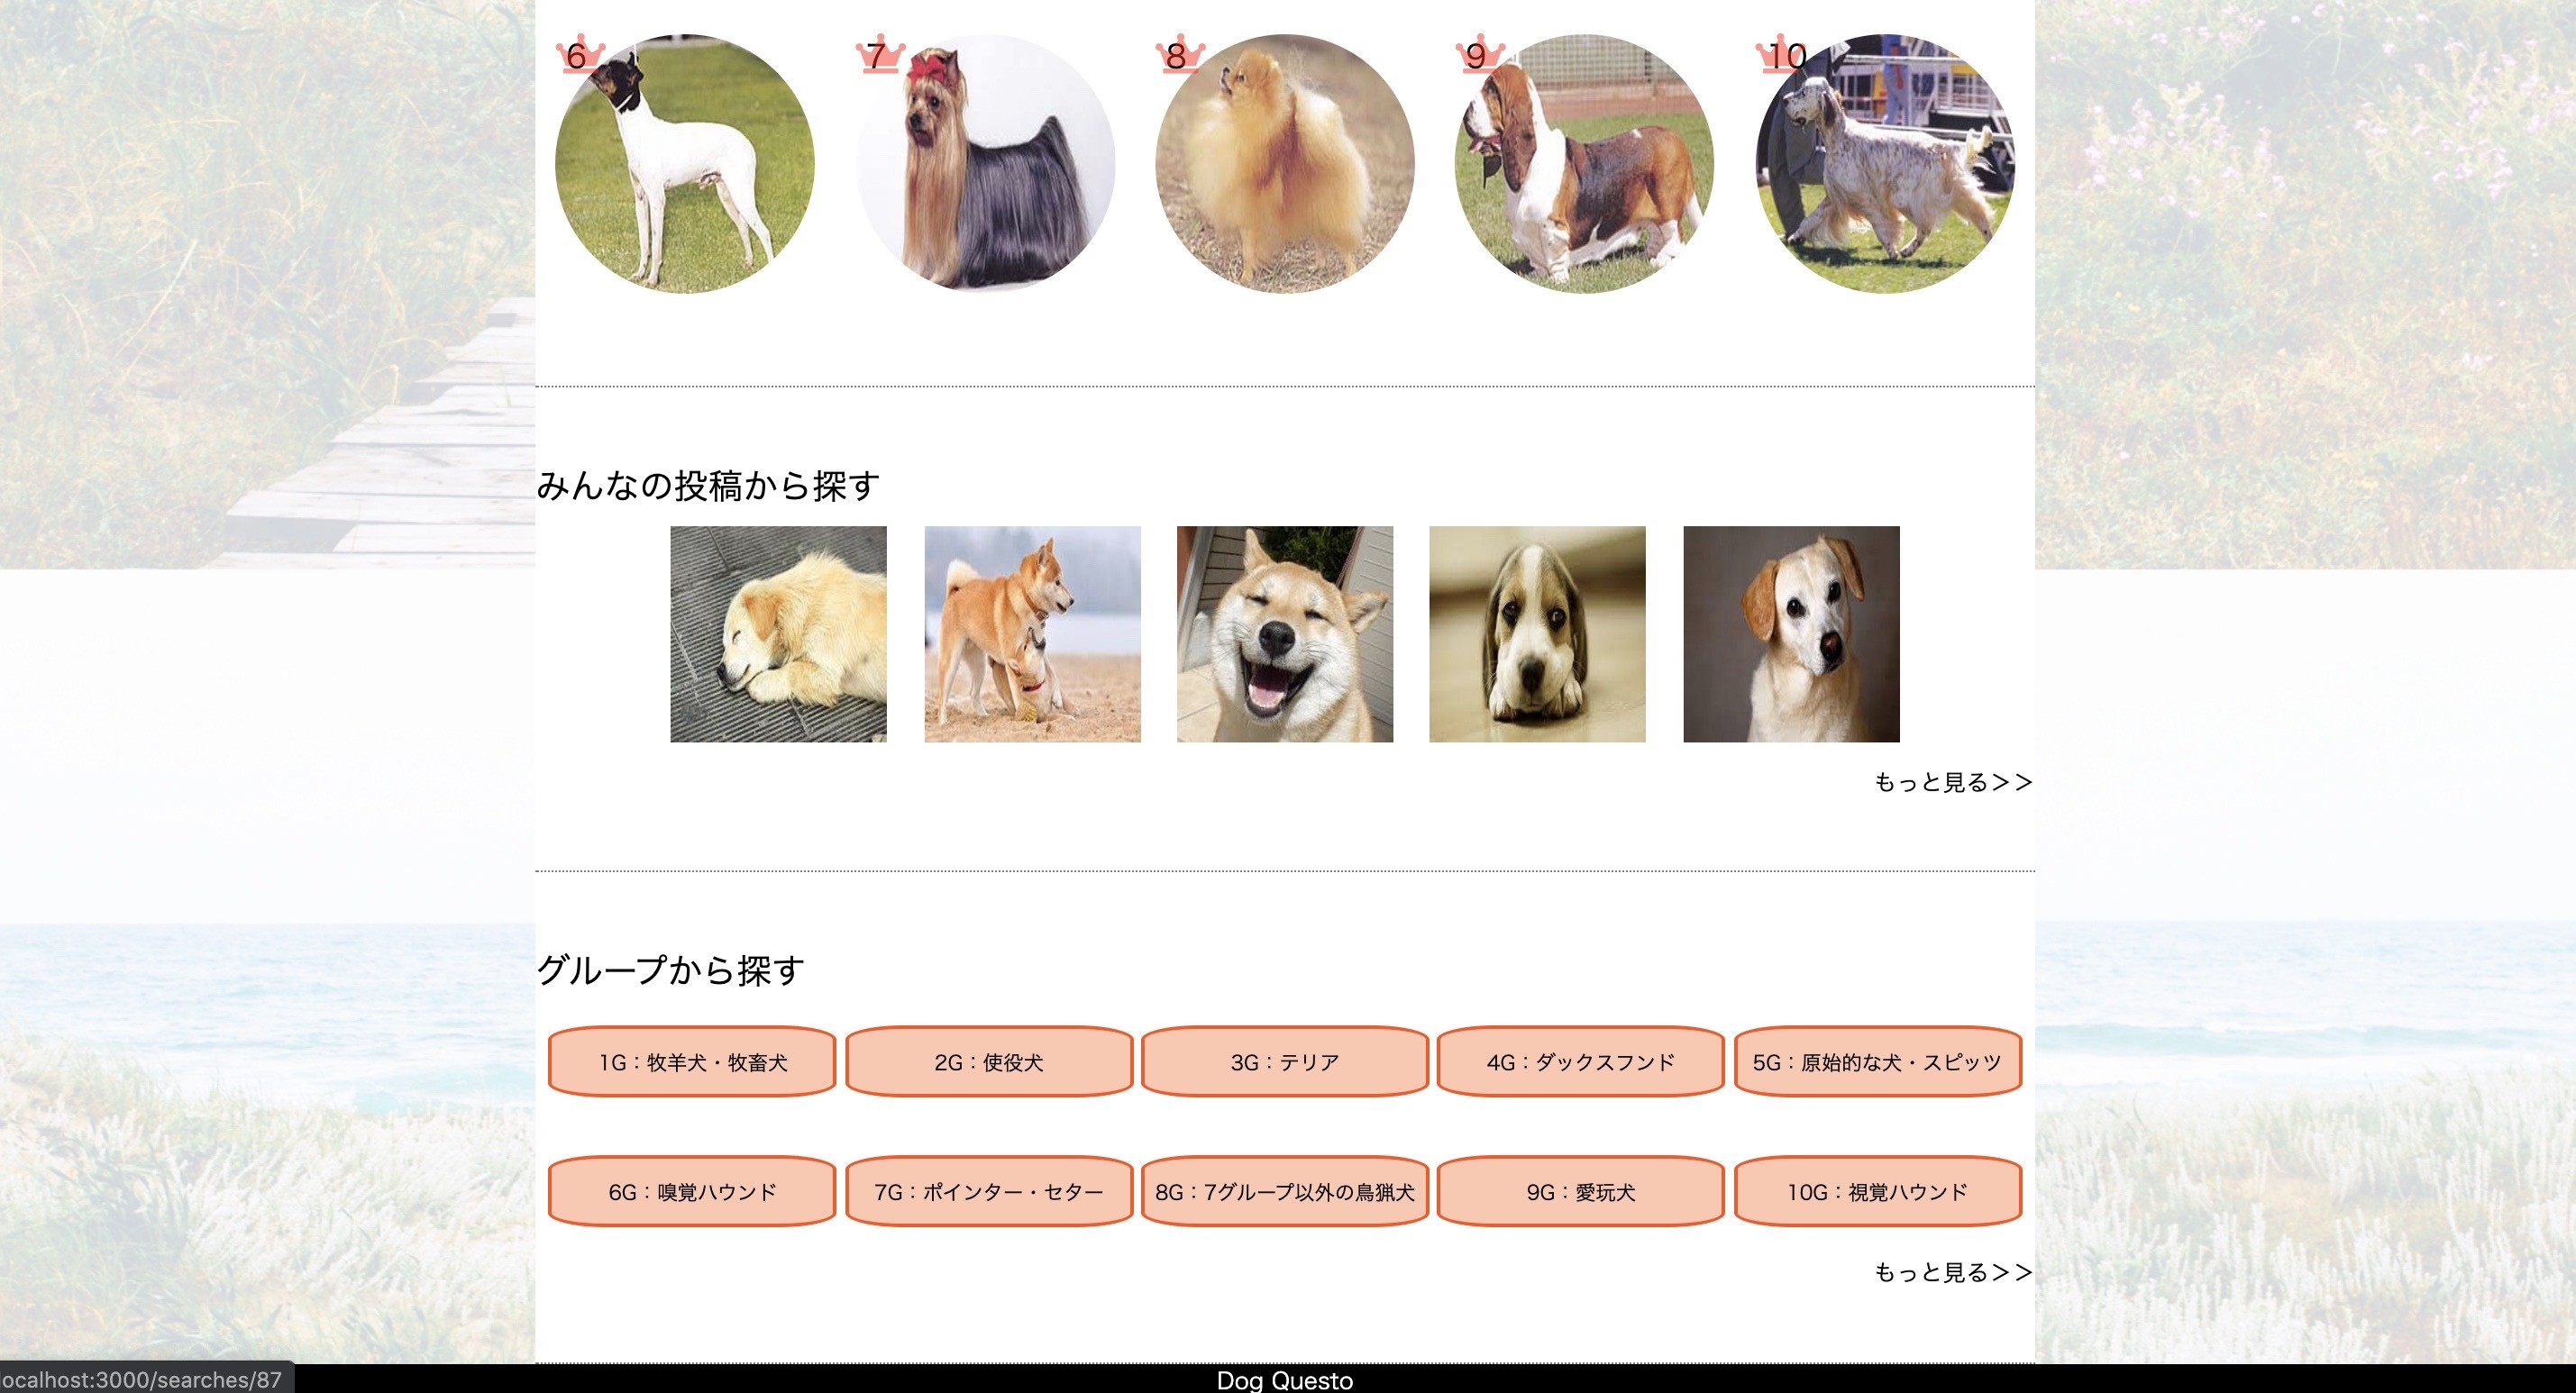 6 7 8 9 10
みんなの投稿から探す
もっと見る>>
グループから探す
1G：牧羊犬・牧畜犬 2G：使役犬 3G：テリア 4G：ダックスフンド 5G：原始的な犬・スピッツ
6G：嗅覚ハウンド 7G：ポインター・セター 8G：7グループ以外の鳥猟犬 9G：愛玩犬 10G：視覚ハウンド
もっと見る>>
localhost:3000/searches/87
Dog Questo